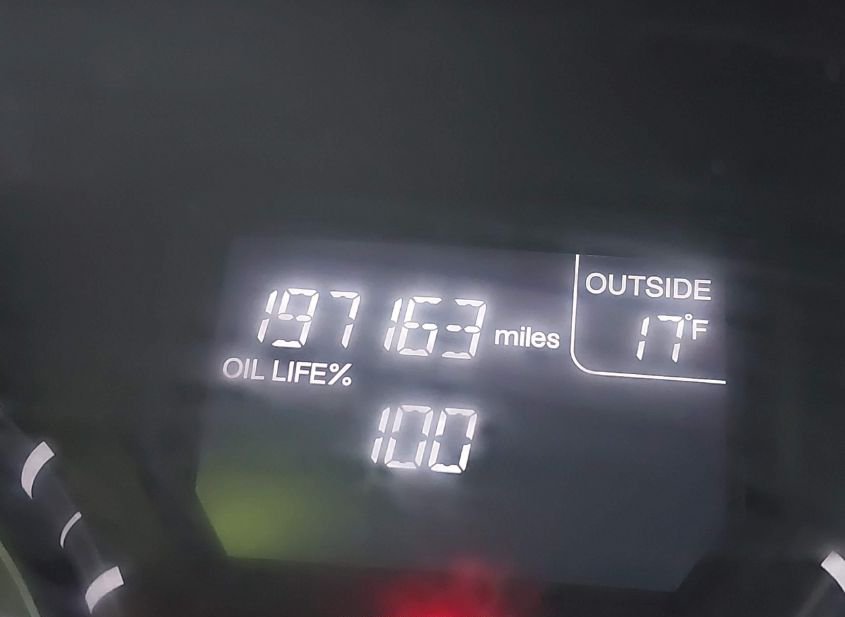 OUTSIDE
197163 miles
17°F
OIL LIFE%
100